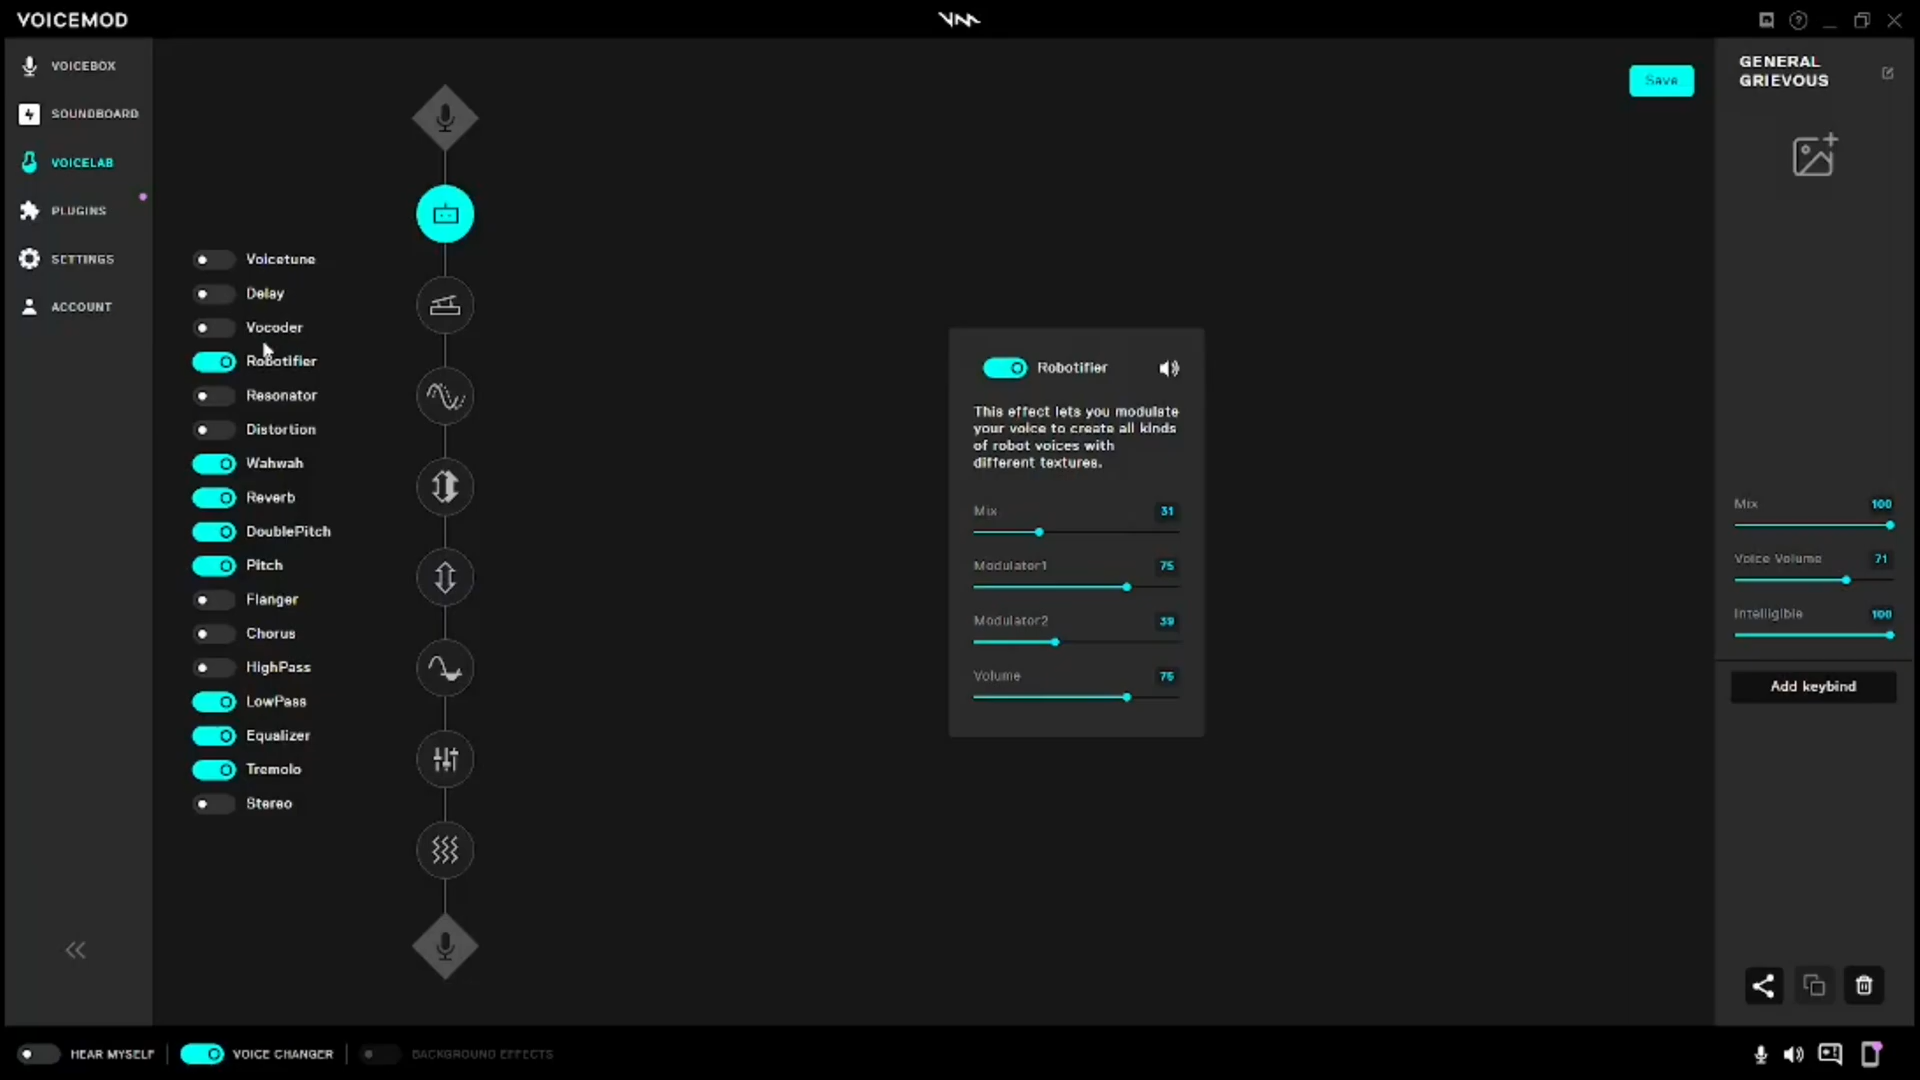 VOICEMOD
VOICEBOX
SOUNDBOARD
VOICELAB
PLUGINS
SETTINGS
ACCOUNT
Voicetune
Delay
Vocoder
Robotifier
Resonator
Distortion
Wahwah
Reverb
DoublePitch
Pitch
Flanger
Chorus
HighPass
LowPass
Equalizer
Tremolo
Stereo
Robotifier
This effect lets you modulate
your voice to create all kinds
of robot voices with
different textures.
Mix 31
Modulator1 75
Modulator2 39
Volume 75
Save
GENERAL
GRIEVOUS
Mix 100
Voice Volume 71
Intelligible 100
Add keybind
HEAR MYSELF
VOICE CHANGER
BACKGROUND EFFECTS